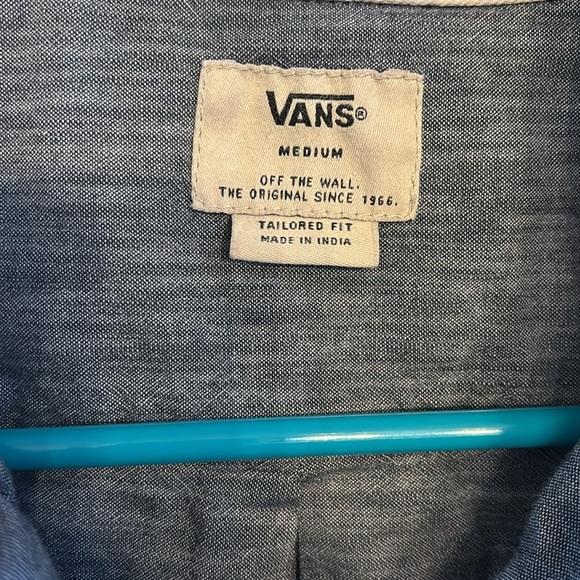 VANS®
MEDIUM
OFF THE WALL.
THE ORIGINAL SINCE 1966.
TAILORED FIT
MADE IN INDIA